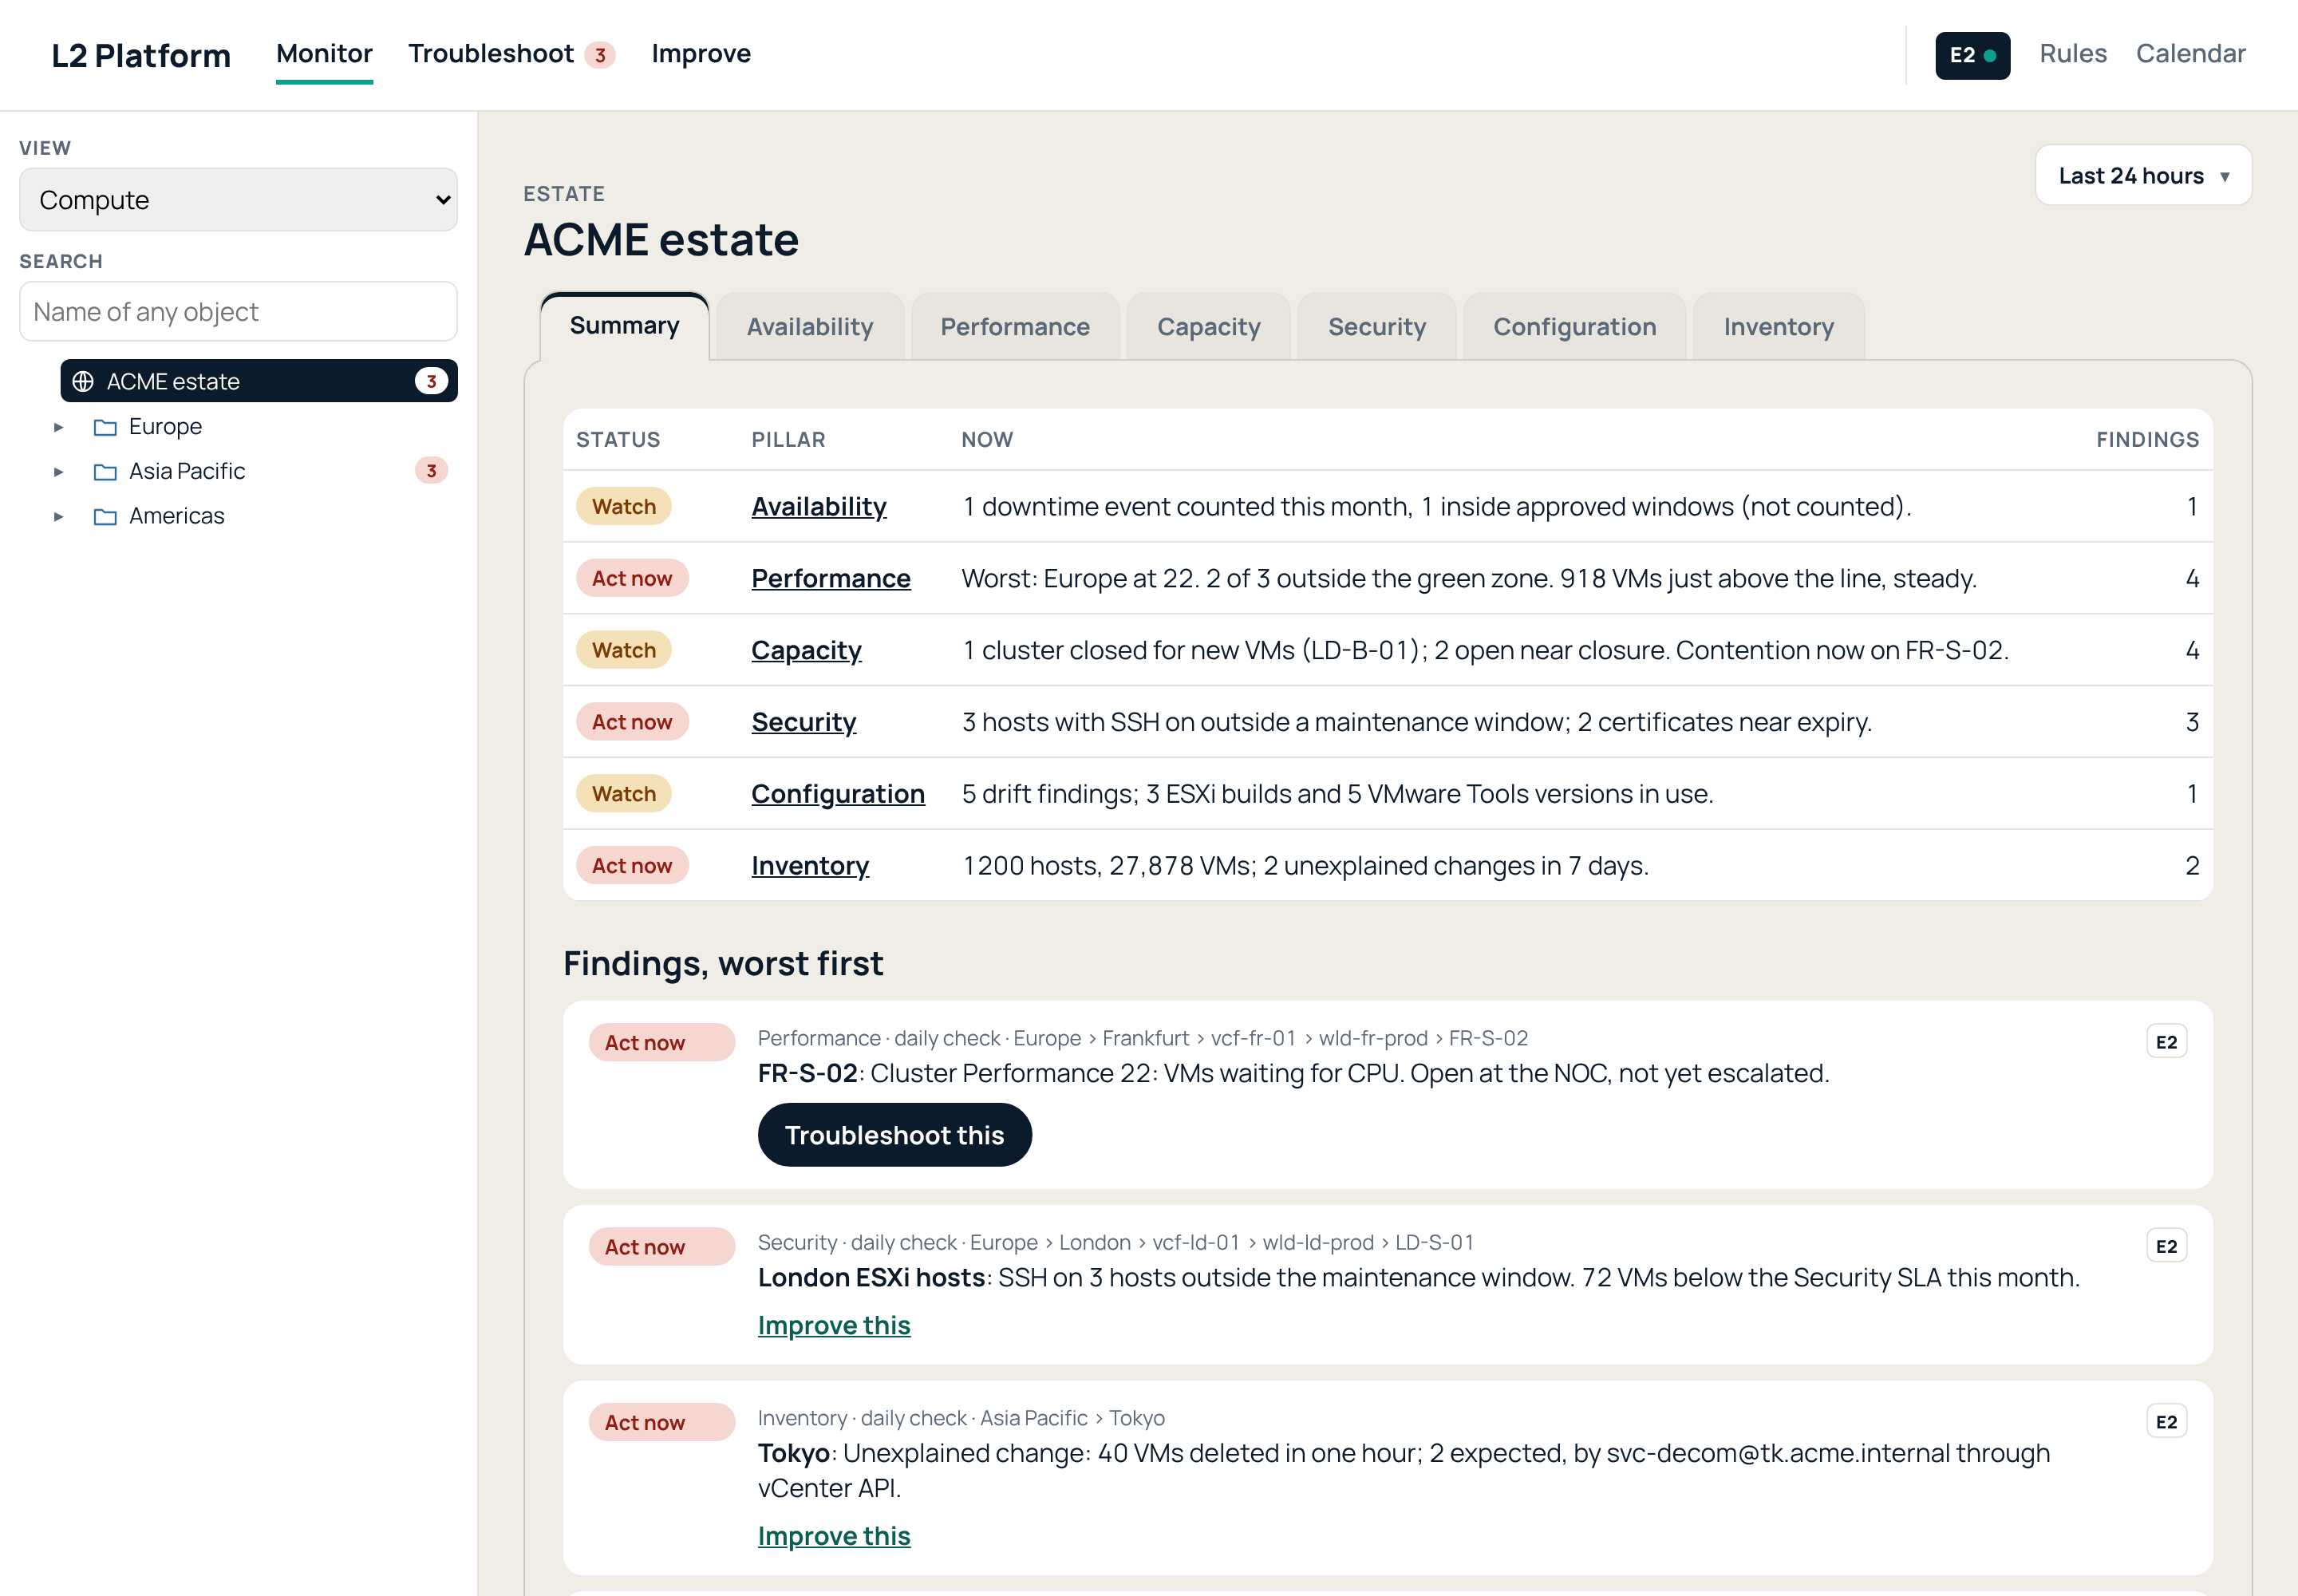 L2 Platform Monitor Troubleshoot 3 Improve E2 Rules Calendar
VIEW
Compute
SEARCH
Name of any object
ACME estate 3
Europe
Asia Pacific 3
Americas
Last 24 hours
ESTATE
ACME estate
Summary Availability Performance Capacity Security Configuration Inventory
STATUS PILLAR NOW FINDINGS
Watch Availability 1 downtime event counted this month, 1 inside approved windows (not counted). 1
Act now Performance Worst: Europe at 22. 2 of 3 outside the green zone. 918 VMs just above the line, steady. 4
Watch Capacity 1 cluster closed for new VMs (LD-B-01); 2 open near closure. Contention now on FR-S-02. 4
Act now Security 3 hosts with SSH on outside a maintenance window; 2 certificates near expiry. 3
Watch Configuration 5 drift findings; 3 ESXi builds and 5 VMware Tools versions in use. 1
Act now Inventory 1200 hosts, 27,878 VMs; 2 unexplained changes in 7 days. 2
Findings, worst first
Act now Performance · daily check · Europe › Frankfurt › vcf-fr-01 › wld-fr-prod › FR-S-02 E2
FR-S-02: Cluster Performance 22: VMs waiting for CPU. Open at the NOC, not yet escalated.
Troubleshoot this
Act now Security · daily check · Europe › London › vcf-ld-01 › wld-ld-prod › LD-S-01 E2
London ESXi hosts: SSH on 3 hosts outside the maintenance window. 72 VMs below the Security SLA this month.
Improve this
Act now Inventory · daily check · Asia Pacific › Tokyo E2
Tokyo: Unexplained change: 40 VMs deleted in one hour; 2 expected, by svc-decom@tk.acme.internal through
vCenter API.
Improve this